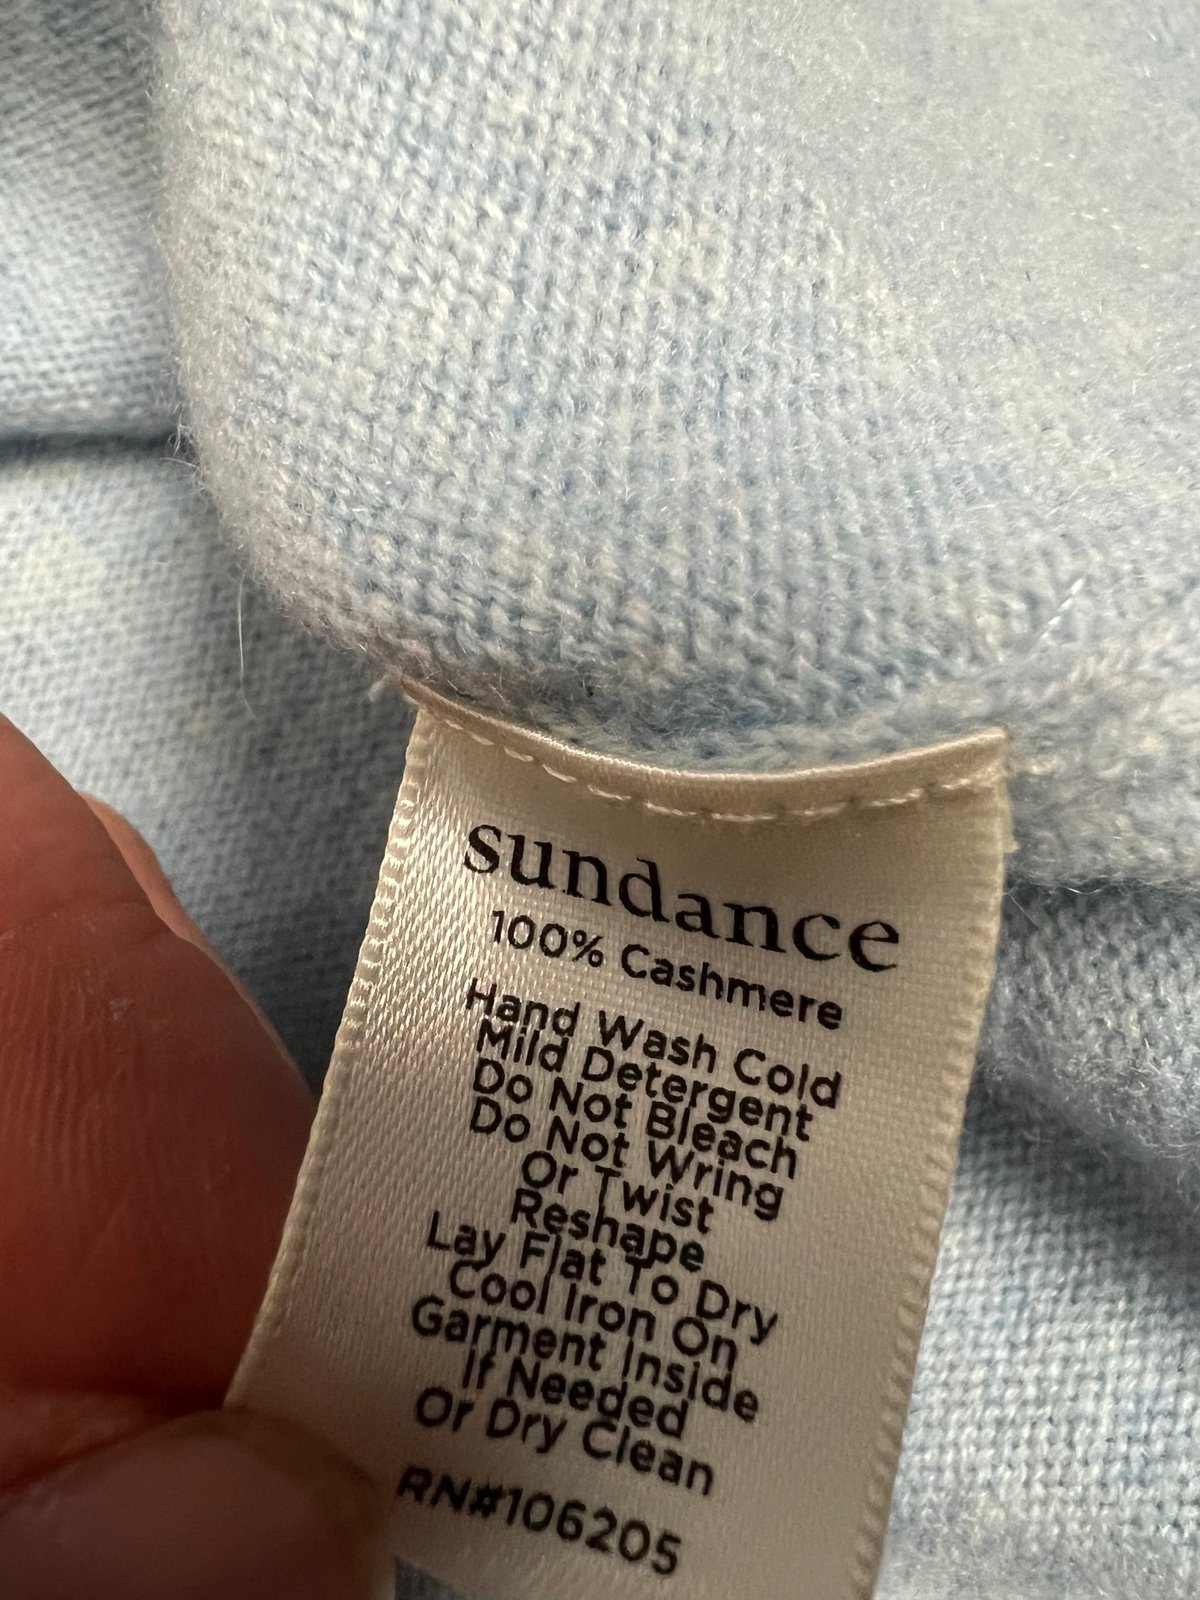 sundance
100% Cashmere
Hand Wash Cold
Mild Detergent
Do Not Bleach
Do Not Wring
Or Twist
Reshape
Lay Flat To Dry
Cool Iron On
Garment Inside
If Needed
Or Dry Clean
RN#106205